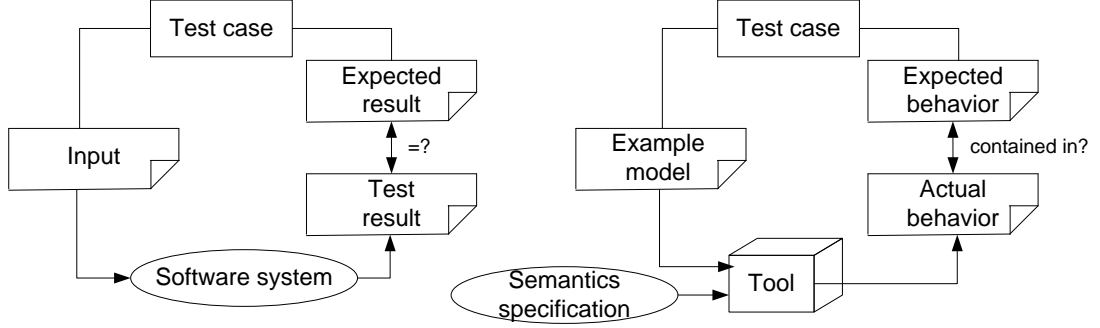 Test case
Expected
result
Input
=?
Test
result
Software system
Test case
Expected
behavior
Example
model
contained in?
Actual
behavior
Tool
Semantics
specification